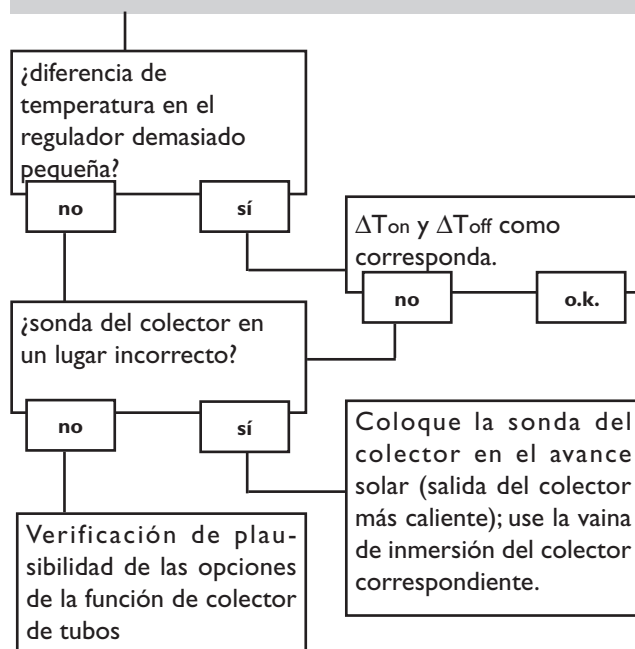 ¿diferencia de
temperatura en el
regulador demasiado
pequeña?
no
sí
ΔTon y ΔToff como
corresponda.
no
o.k.
¿sonda del colector en
un lugar incorrecto?
no
sí
Coloque la sonda del
colector en el avance
solar (salida del colector
más caliente); use la vaina
de inmersión del colector
correspondiente.
Verificación de plau-
sibilidad de las opciones
de la función de colector
de tubos